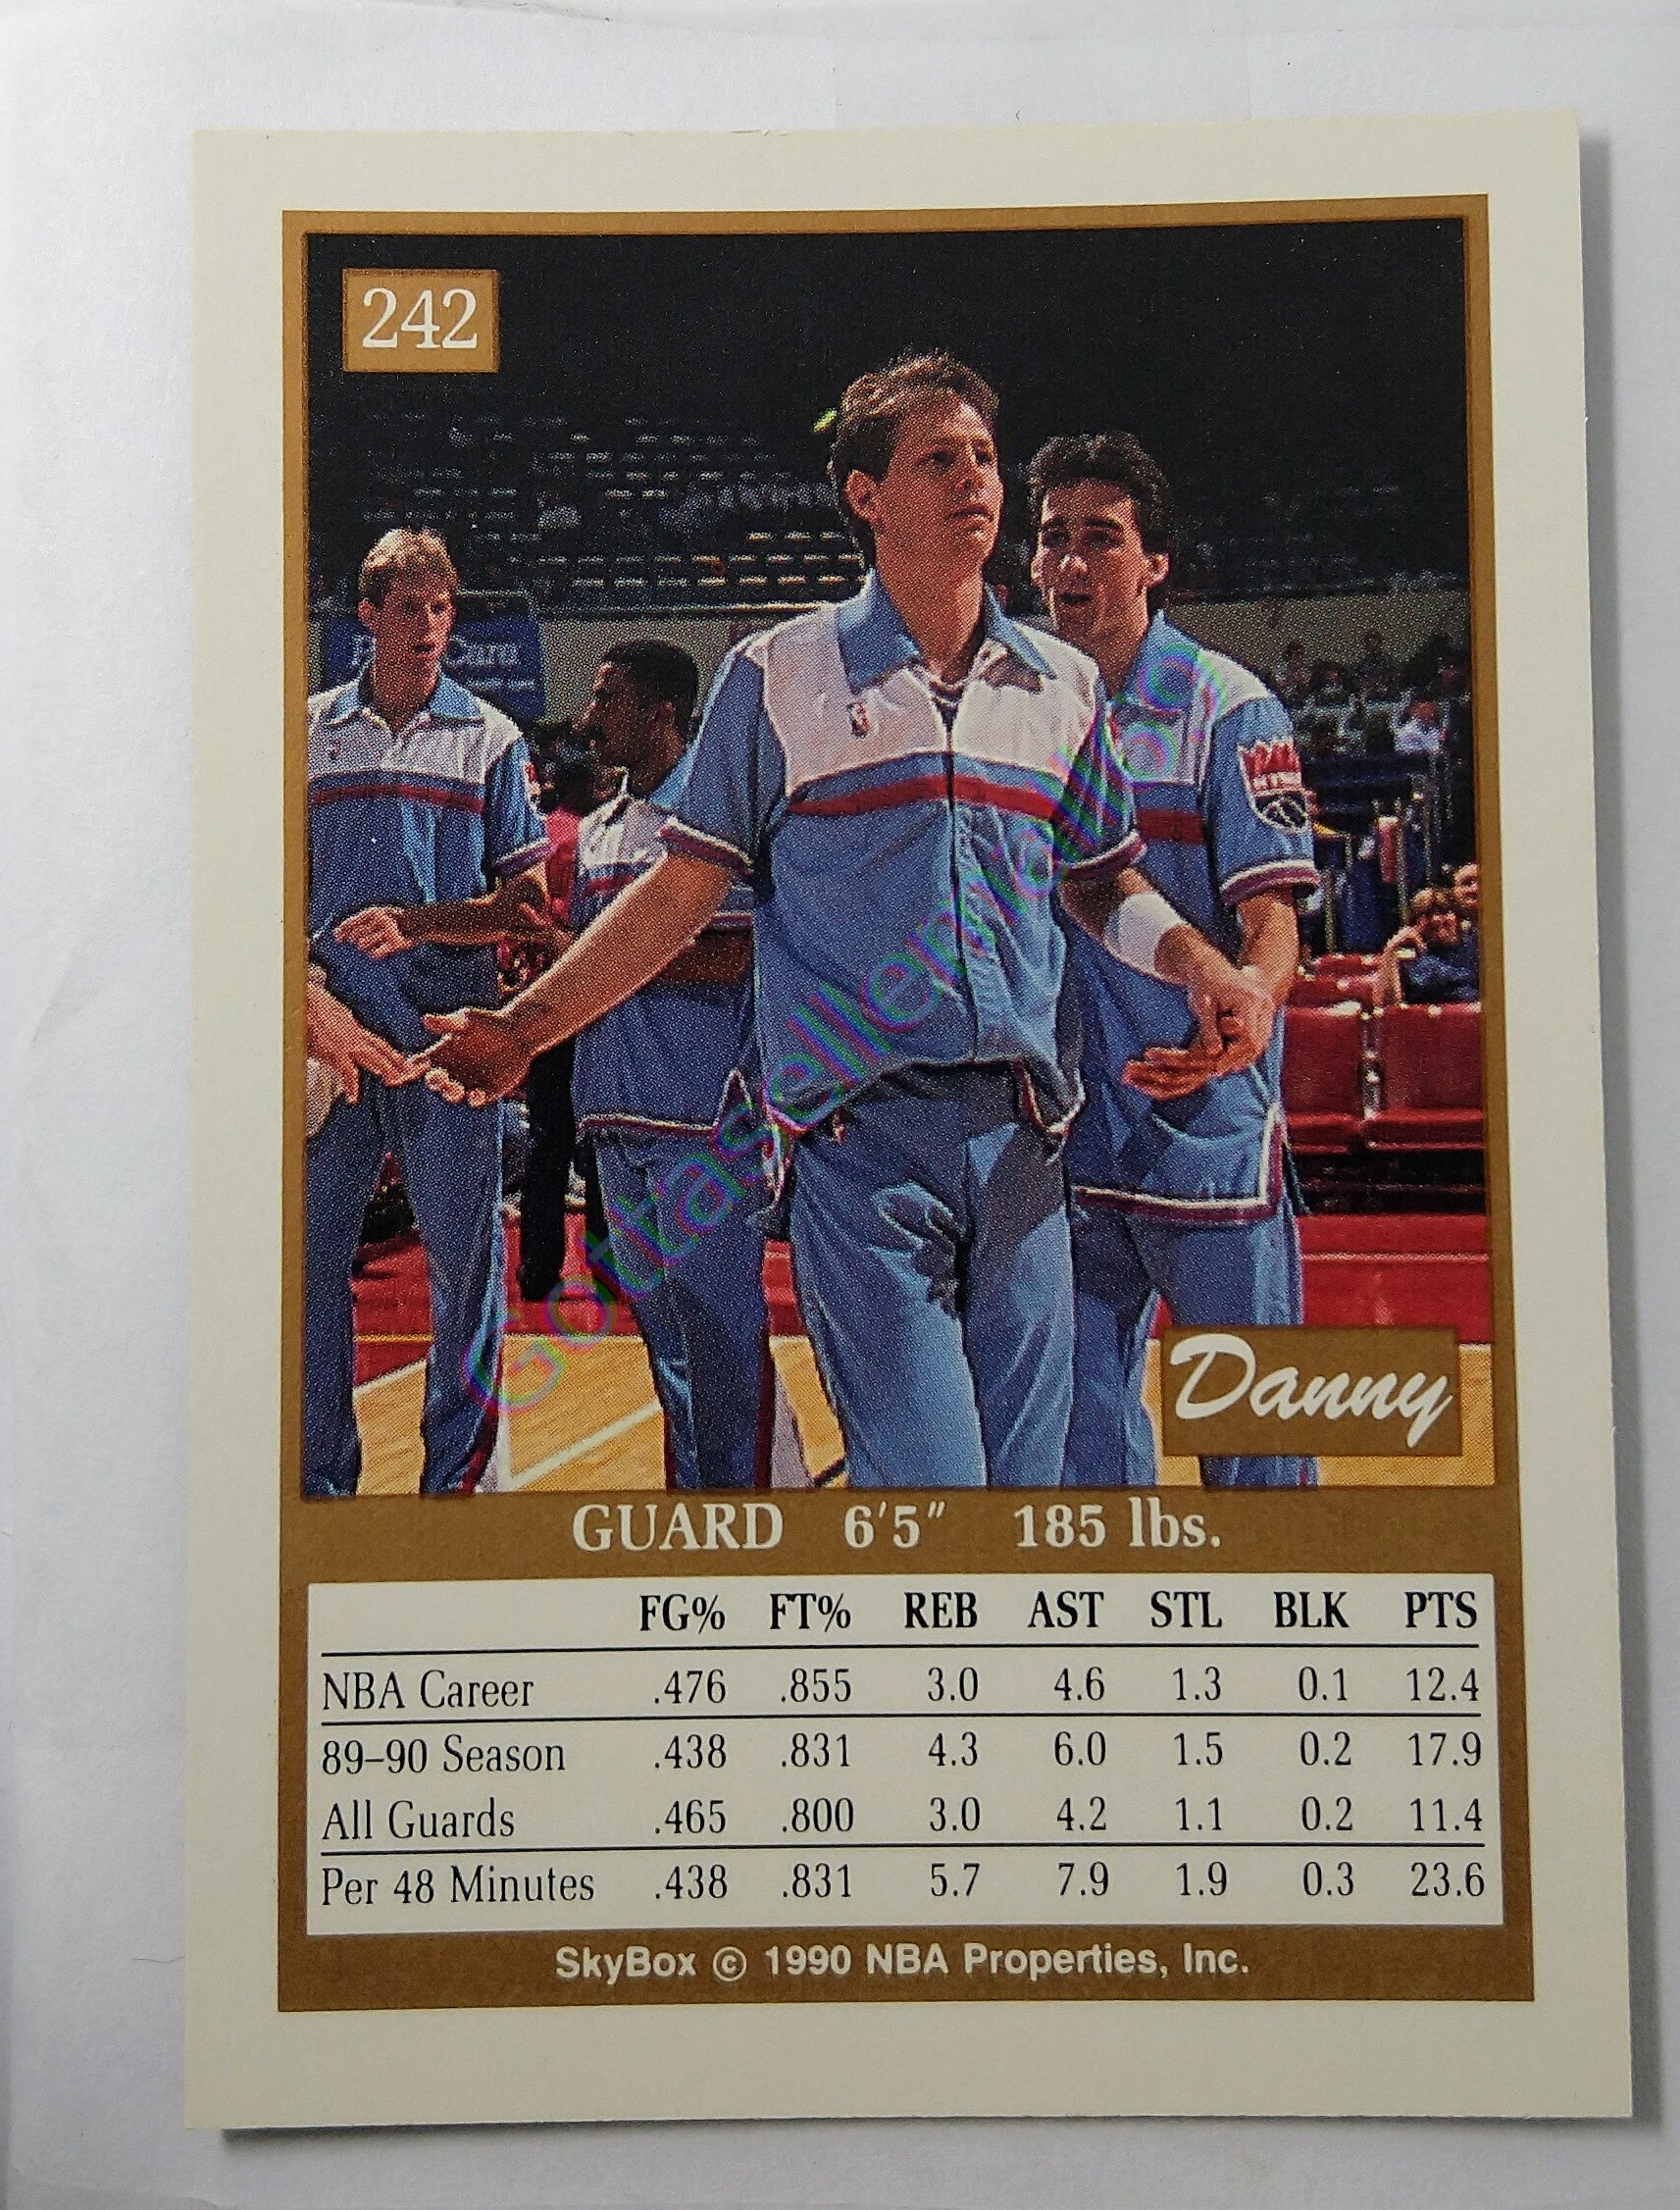 242
Care
KINGS
Gottasellemallco
Danny
GUARD 6'5" 185 lbs.
FG% FT% REB AST STL BLK PTS
NBA Career .476 .855 3.0 4.6 1.3 0.1 12.4
89–90 Season .438 .831 4.3 6.0 1.5 0.2 17.9
All Guards .465 .800 3.0 4.2 1.1 0.2 11.4
Per 48 Minutes .438 .831 5.7 7.9 1.9 0.3 23.6
SkyBox © 1990 NBA Properties, Inc.